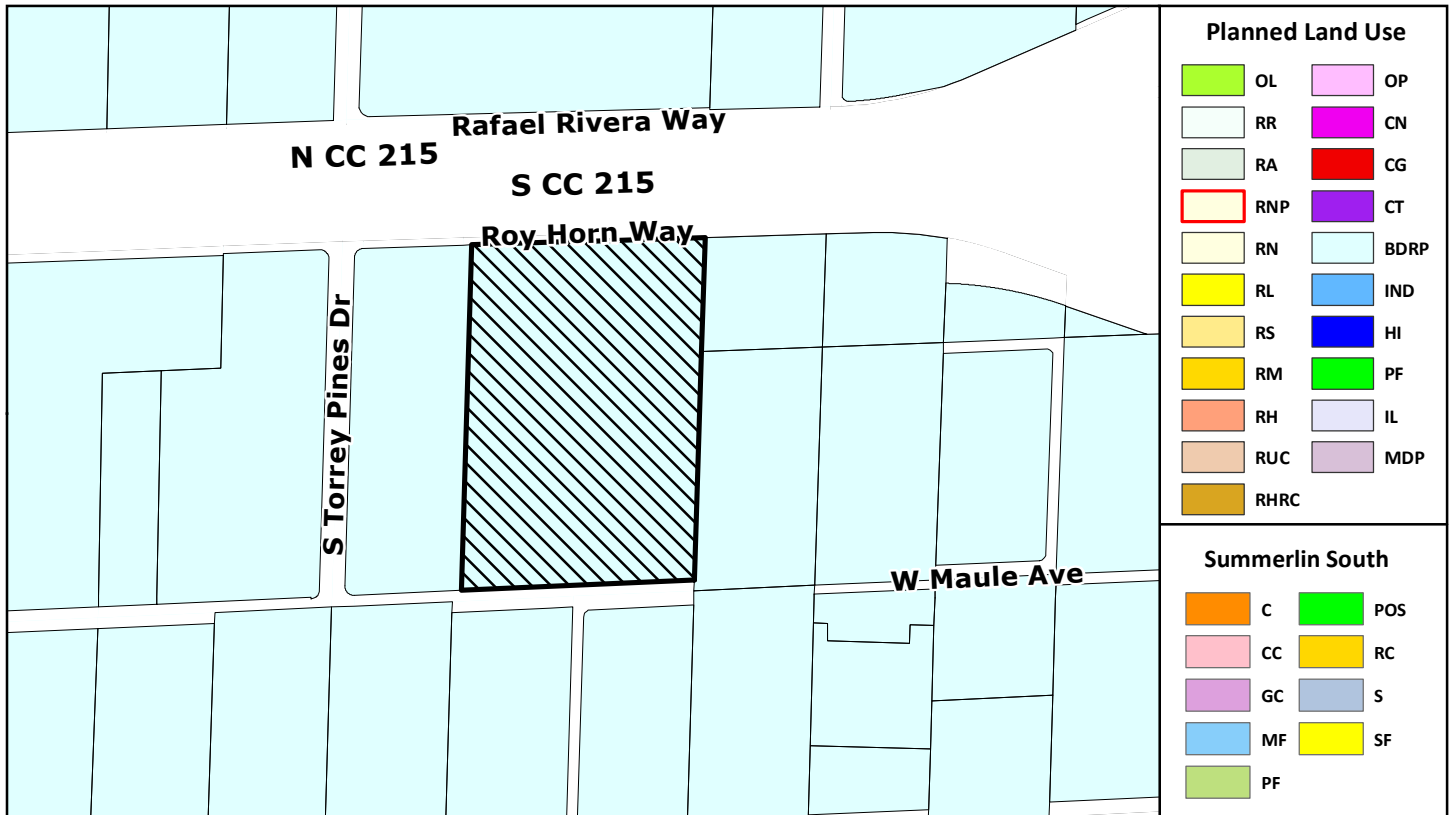 Rafael Rivera Way
N CC 215
S CC 215
Roy Horn Way
S Torrey Pines Dr
W Maule Ave
Planned Land Use
OL
OP
RR
CN
RA
CG
RNP
CT
RN
BDRP
RL
IND
RS
HI
RM
PF
RH
IL
RUC
MDP
RHRC
Summerlin South
C
POS
CC
RC
GC
S
MF
SF
PF